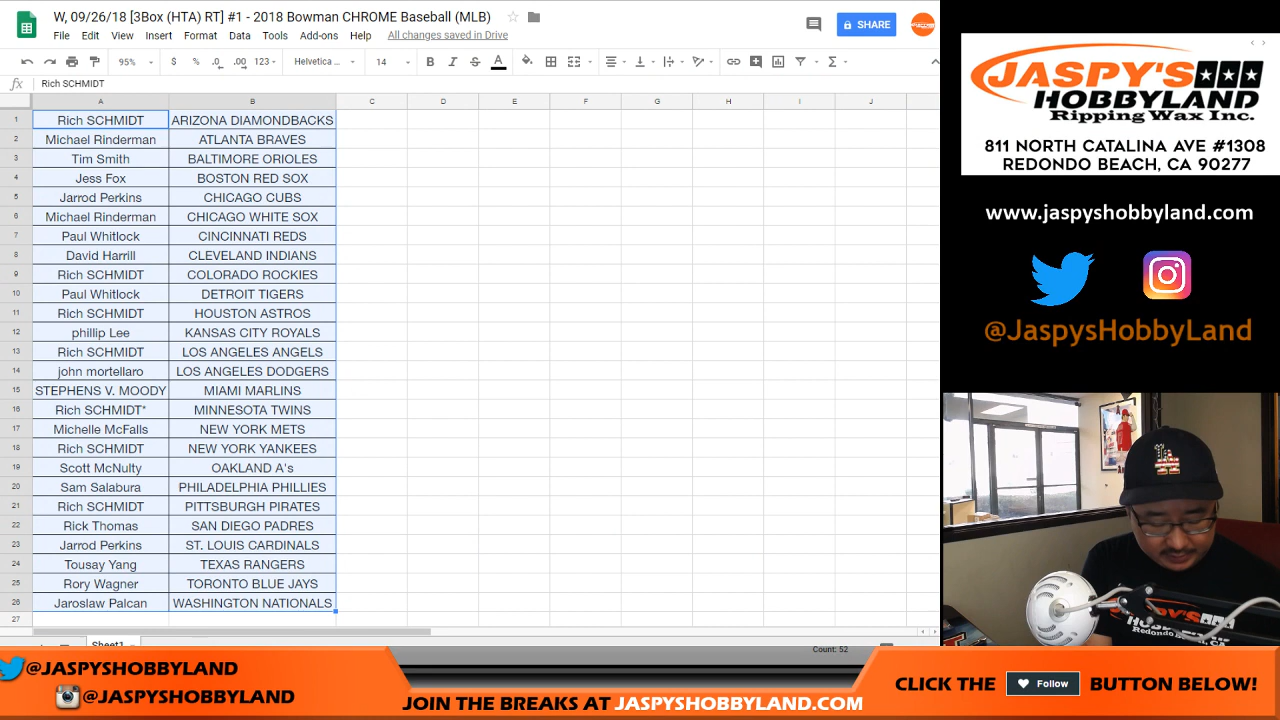 W, 09/26/18 [3Box (HTA) RT] #1 - 2018 Bowman CHROME Baseball (MLB)
File Edit View Insert Format Data Tools Add-ons Help All changes saved in Drive
SHARE
95% $ % .0 .00 123 Helvetica ... 14 B I S A
fx Rich SCHMIDT
A B C D E F G H I J
1 Rich SCHMIDT ARIZONA DIAMONDBACKS
2 Michael Rinderman ATLANTA BRAVES
3 Tim Smith BALTIMORE ORIOLES
4 Jess Fox BOSTON RED SOX
5 Jarrod Perkins CHICAGO CUBS
6 Michael Rinderman CHICAGO WHITE SOX
7 Paul Whitlock CINCINNATI REDS
8 David Harrill CLEVELAND INDIANS
9 Rich SCHMIDT COLORADO ROCKIES
10 Paul Whitlock DETROIT TIGERS
11 Rich SCHMIDT HOUSTON ASTROS
12 phillip Lee KANSAS CITY ROYALS
13 Rich SCHMIDT LOS ANGELES ANGELS
14 john mortellaro LOS ANGELES DODGERS
15 STEPHENS V. MOODY MIAMI MARLINS
16 Rich SCHMIDT* MINNESOTA TWINS
17 Michelle McFalls NEW YORK METS
18 Rich SCHMIDT NEW YORK YANKEES
19 Scott McNulty OAKLAND A's
20 Sam Salabura PHILADELPHIA PHILLIES
21 Rich SCHMIDT PITTSBURGH PIRATES
22 Rick Thomas SAN DIEGO PADRES
23 Jarrod Perkins ST. LOUIS CARDINALS
24 Tousay Yang TEXAS RANGERS
25 Rory Wagner TORONTO BLUE JAYS
26 Jaroslaw Palcan WASHINGTON NATIONALS
27
Sheet1
Count: 52
JASPY'S
HOBBYLAND
Ripping Wax Inc.
811 NORTH CATALINA AVE #1308
REDONDO BEACH, CA 90277
www.jaspyshobbyland.com
@JaspysHobbyLand
@JASPYSHOBBYLAND
@JASPYSHOBBYLAND
JOIN THE BREAKS AT JASPYSHOBBYLAND.COM
CLICK THE Follow BUTTON BELOW!